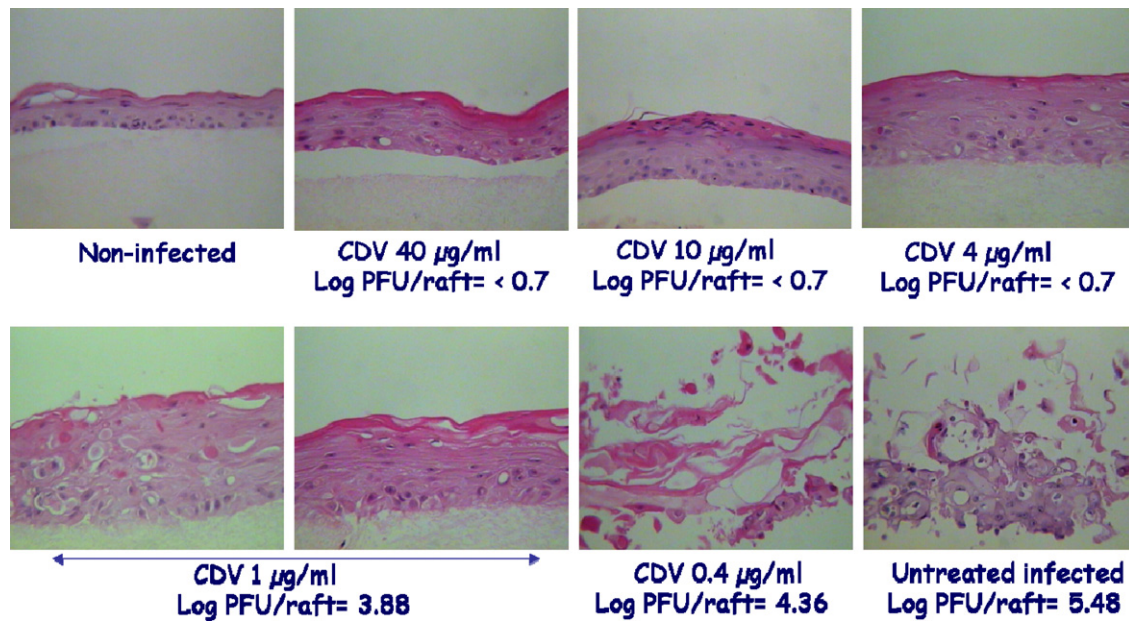 Non-infected
CDV 40 µg/ml
Log PFU/raft= < 0.7
CDV 10 µg/ml
Log PFU/raft= < 0.7
CDV 4 µg/ml
Log PFU/raft= < 0.7
CDV 1 µg/ml
Log PFU/raft= 3.88
CDV 0.4 µg/ml
Log PFU/raft= 4.36
Untreated infected
Log PFU/raft= 5.48